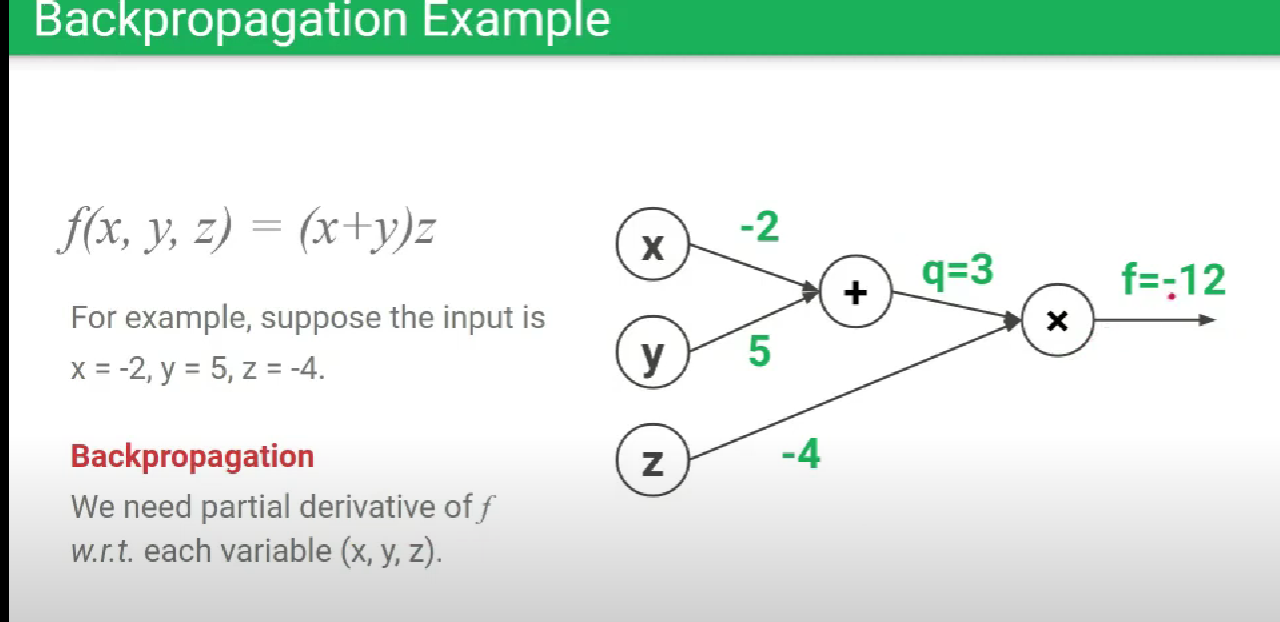 Backpropagation Example
f(x, y, z) = (x+y)z
For example, suppose the input is
x = -2, y = 5, z = -4.
Backpropagation
We need partial derivative of f
w.r.t. each variable (x, y, z).
x
-2
y
5
z
-4
+
q=3
×
f=-12